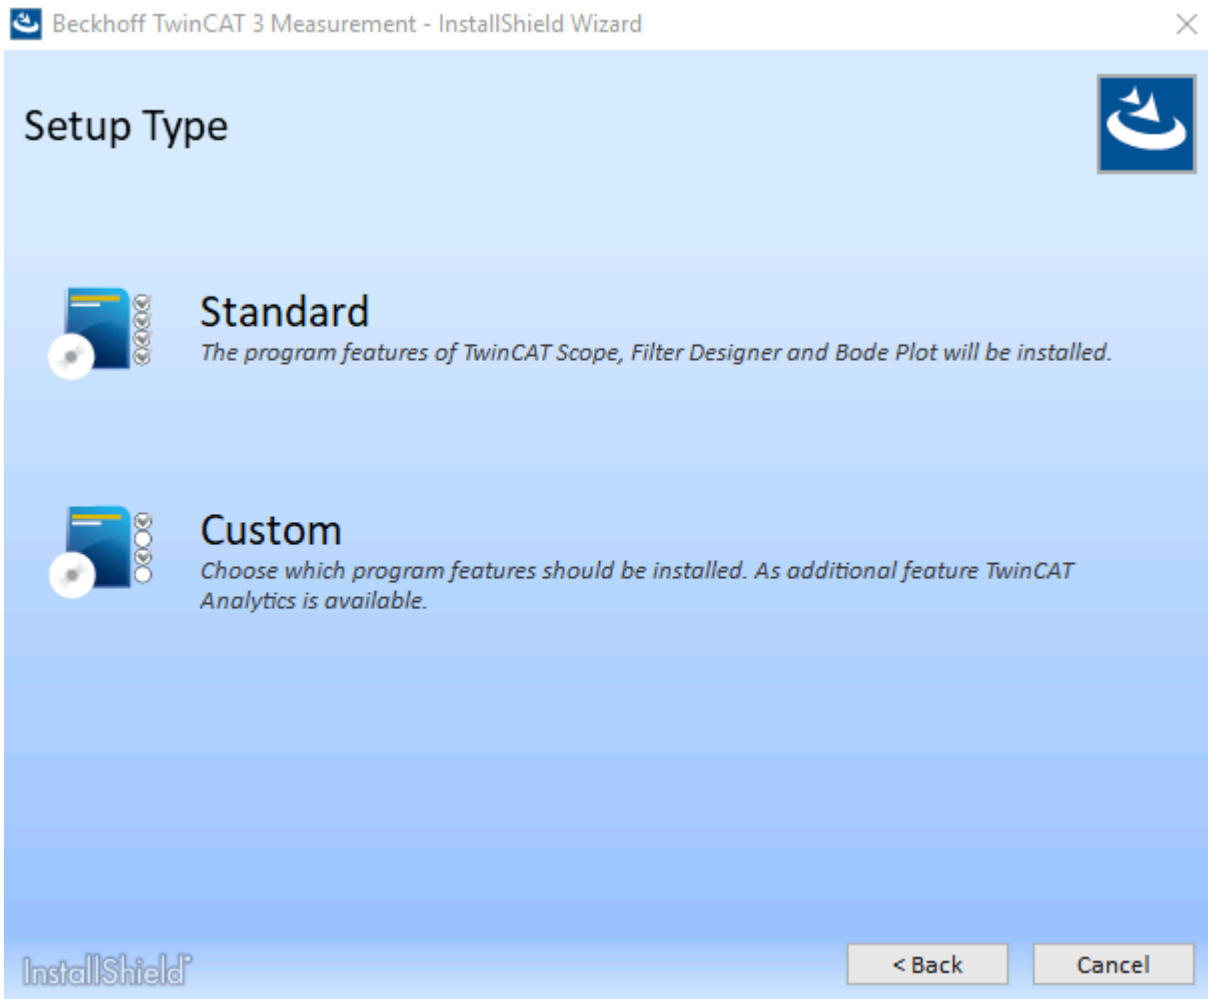 Beckhoff TwinCAT 3 Measurement - InstallShield Wizard
Setup Type
Standard
The program features of TwinCAT Scope, Filter Designer and Bode Plot will be installed.
Custom
Choose which program features should be installed. As additional feature TwinCAT
Analytics is available.
InstallShield
< Back
Cancel